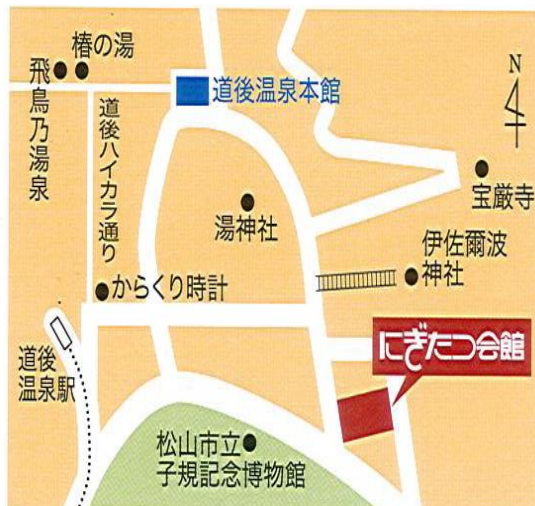 椿の湯
飛鳥乃湯泉
道後温泉本館
道後ハイカラ通り
N
宝厳寺
湯神社
伊佐爾波
神社
からくり時計
にぎたつ会館
道後
温泉駅
松山市立
子規記念博物館